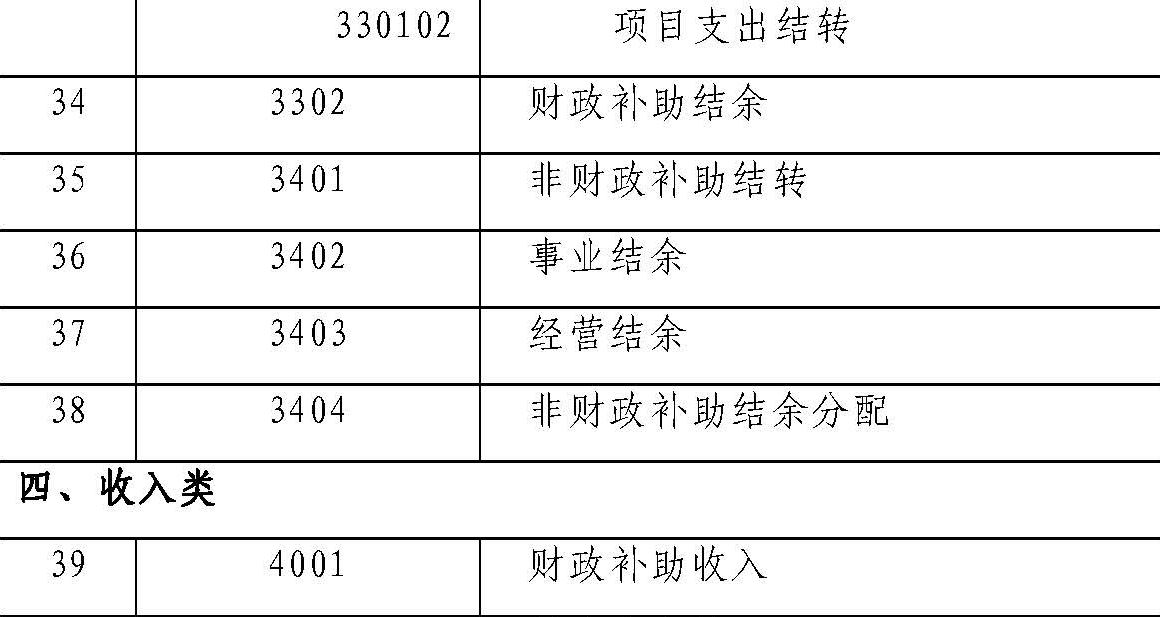 330102 项目支出结转
34 3302 财政补助结余
35 3401 非财政补助结转
36 3402 事业结余
37 3403 经营结余
38 3404 非财政补助结余分配
四、收入类
39 4001 财政补助收入